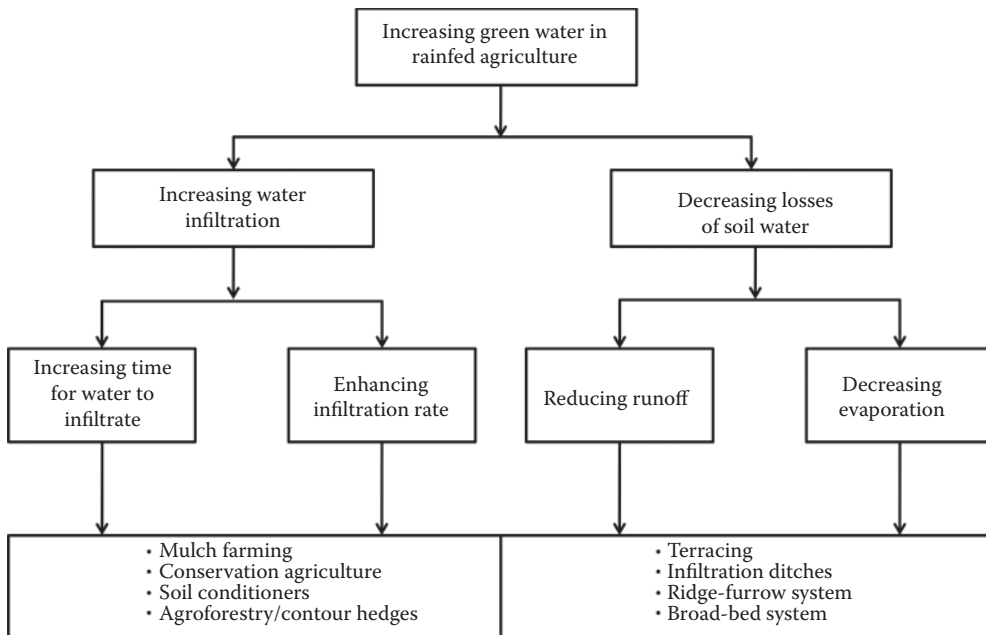 Increasing green water in
rainfed agriculture
Increasing water
infiltration
Decreasing losses
of soil water
Increasing time
for water to
infiltrate
Enhancing
infiltration rate
Reducing runoff
Decreasing
evaporation
• Mulch farming
• Conservation agriculture
• Soil conditioners
• Agroforestry/contour hedges
• Terracing
• Infiltration ditches
• Ridge-furrow system
• Broad-bed system